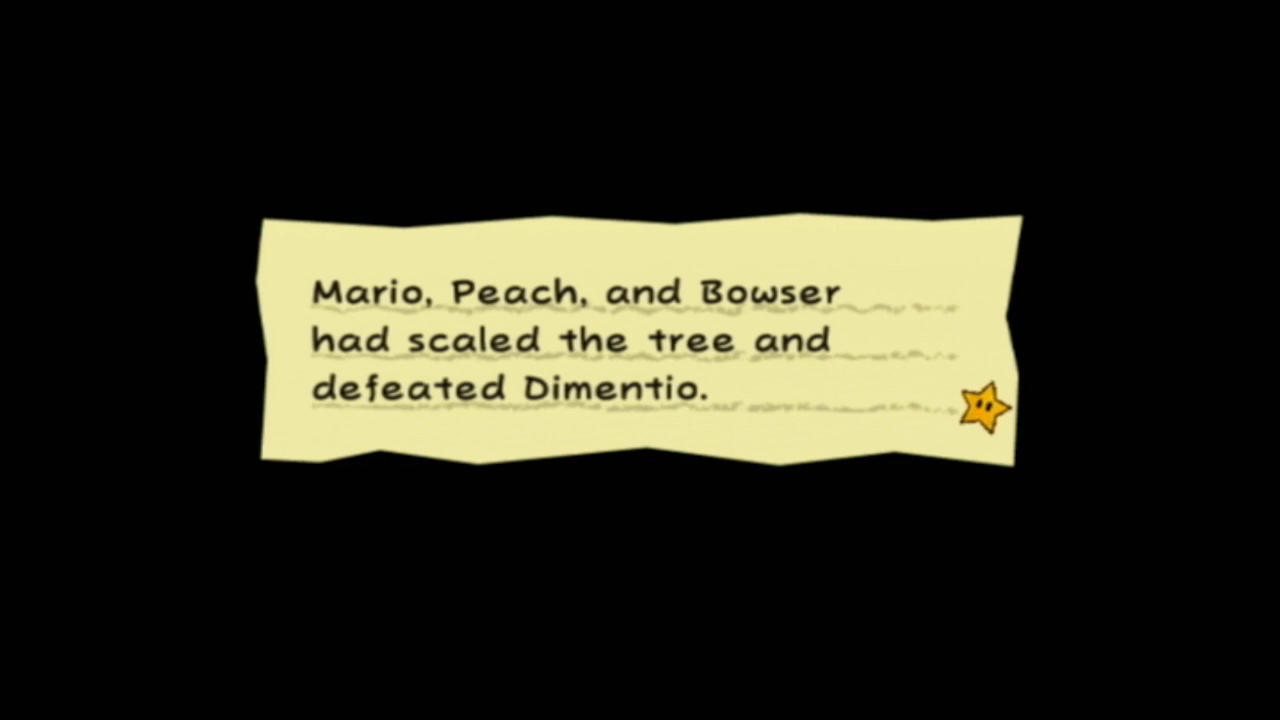 Mario, Peach, and Bowser
had scaled the tree and
defeated Dimentio.